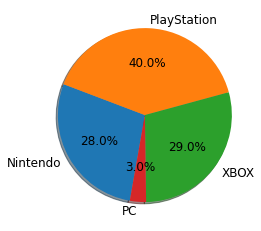 PlayStation
40.0%
28.0%
29.0%
3.0%
Nintendo
XBOX
PC